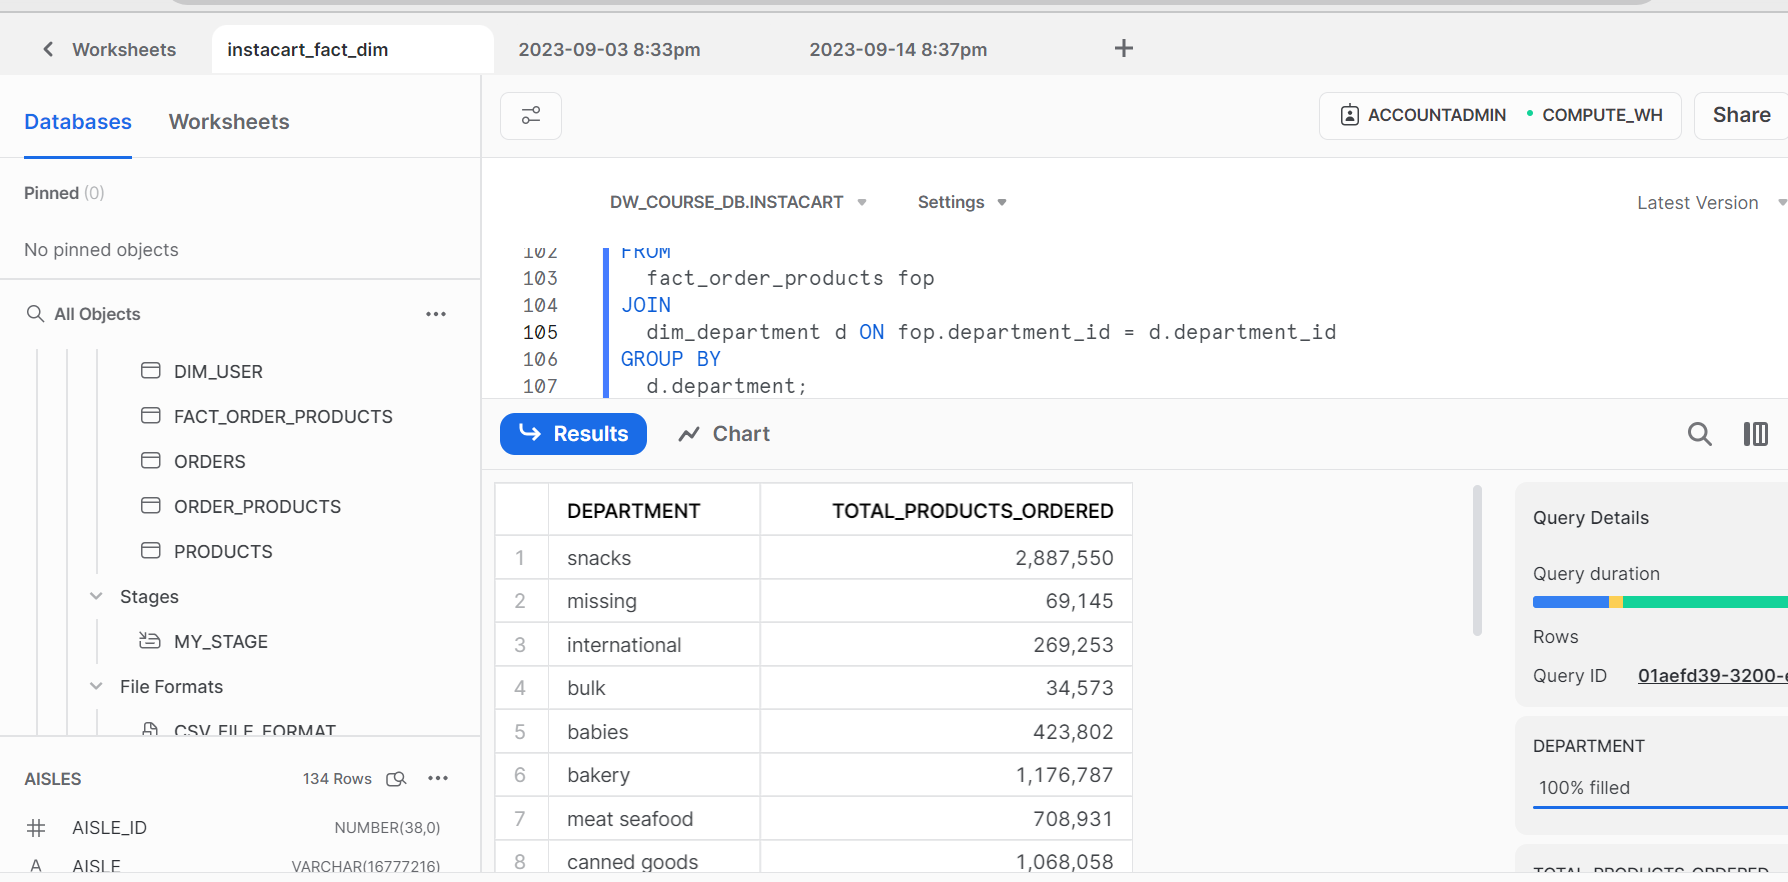 Worksheets
instacart_fact_dim
2023-09-03 8:33pm
2023-09-14 8:37pm
Databases
Worksheets
ACCOUNTADMIN
COMPUTE_WH
Share
Pinned (0)
No pinned objects
DW_COURSE_DB.INSTACART
Settings
Latest Version
All Objects
DIM_USER
FACT_ORDER_PRODUCTS
ORDERS
ORDER_PRODUCTS
PRODUCTS
Stages
MY_STAGE
File Formats
CSV_FILE_FORMAT
AISLES 134 Rows
AISLE_ID NUMBER(38,0)
AISLE VARCHAR(16777216)
102 FROM
103 fact_order_products fop
104 JOIN
105 dim_department d ON fop.department_id = d.department_id
106 GROUP BY
107 d.department;
Results
Chart
DEPARTMENT TOTAL_PRODUCTS_ORDERED
1 snacks 2,887,550
2 missing 69,145
3 international 269,253
4 bulk 34,573
5 babies 423,802
6 bakery 1,176,787
7 meat seafood 708,931
8 canned goods 1,068,058
Query Details
Query duration
Rows
Query ID 01aefd39-3200-
DEPARTMENT
100% filled
TOTAL_PRODUCTS_ORDERED